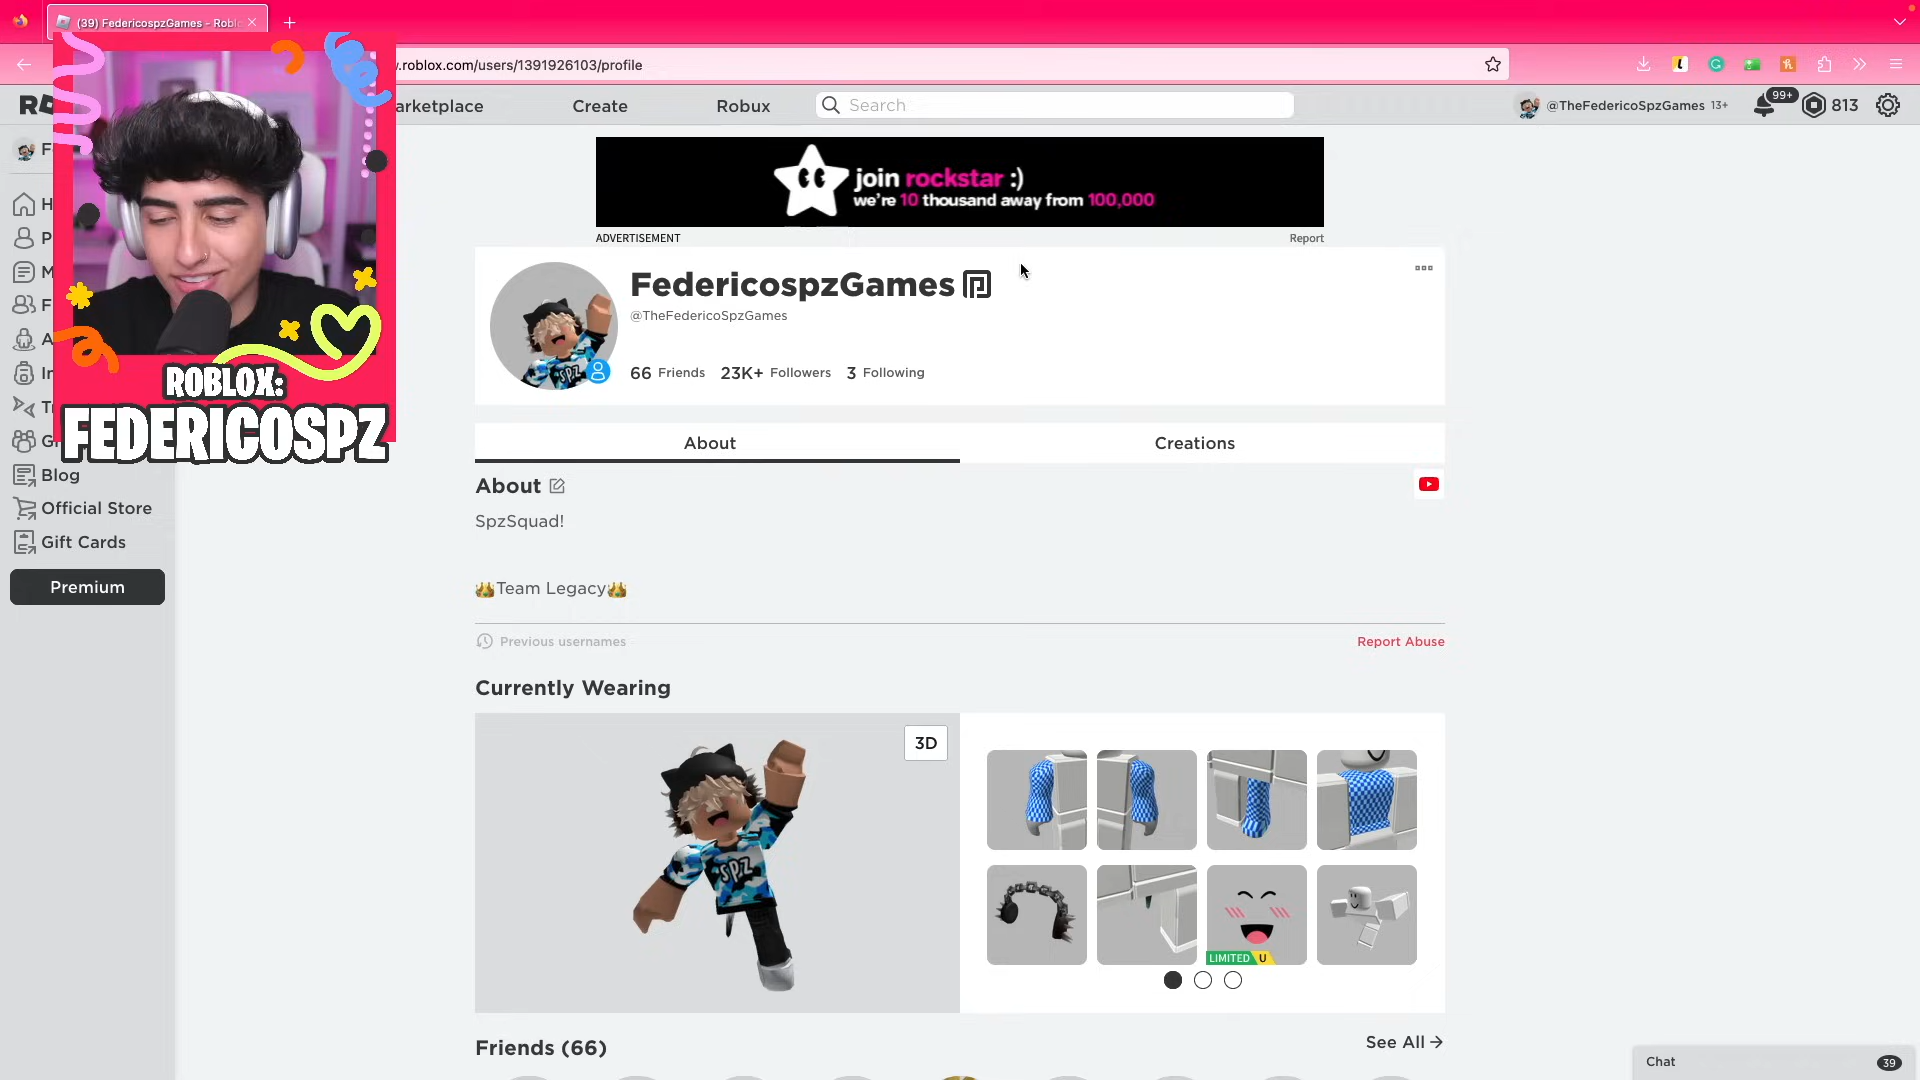 (39) FedericospzGames - Robl
.roblox.com/users/1391926103/profile
arketplace
Create
Robux
Search
@TheFedericoSpzGames 13+
99+
813
join rockstar :)
we're 10 thousand away from 100,000
ADVERTISEMENT
Report
FedericospzGames
@TheFedericoSpzGames
66 Friends 23K+ Followers 3 Following
ROBLOX:
FEDERICOSPZ
Blog
Official Store
Gift Cards
Premium
About
Creations
About
SpzSquad!
👑Team Legacy👑
Previous usernames
Report Abuse
Currently Wearing
3D
SPZ
LIMITED U
Friends (66)
See All →
Chat
39